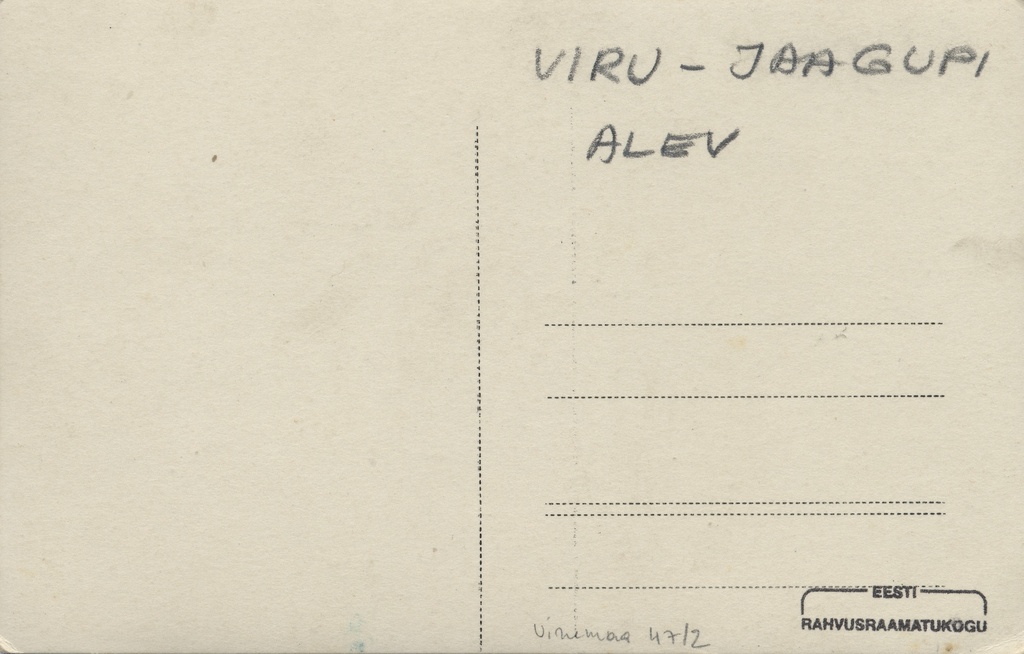 VIRU - JAAGUPI
ALEV
Virumaa 47/2
EESTI
RAHVUSRAAMATUKOGU